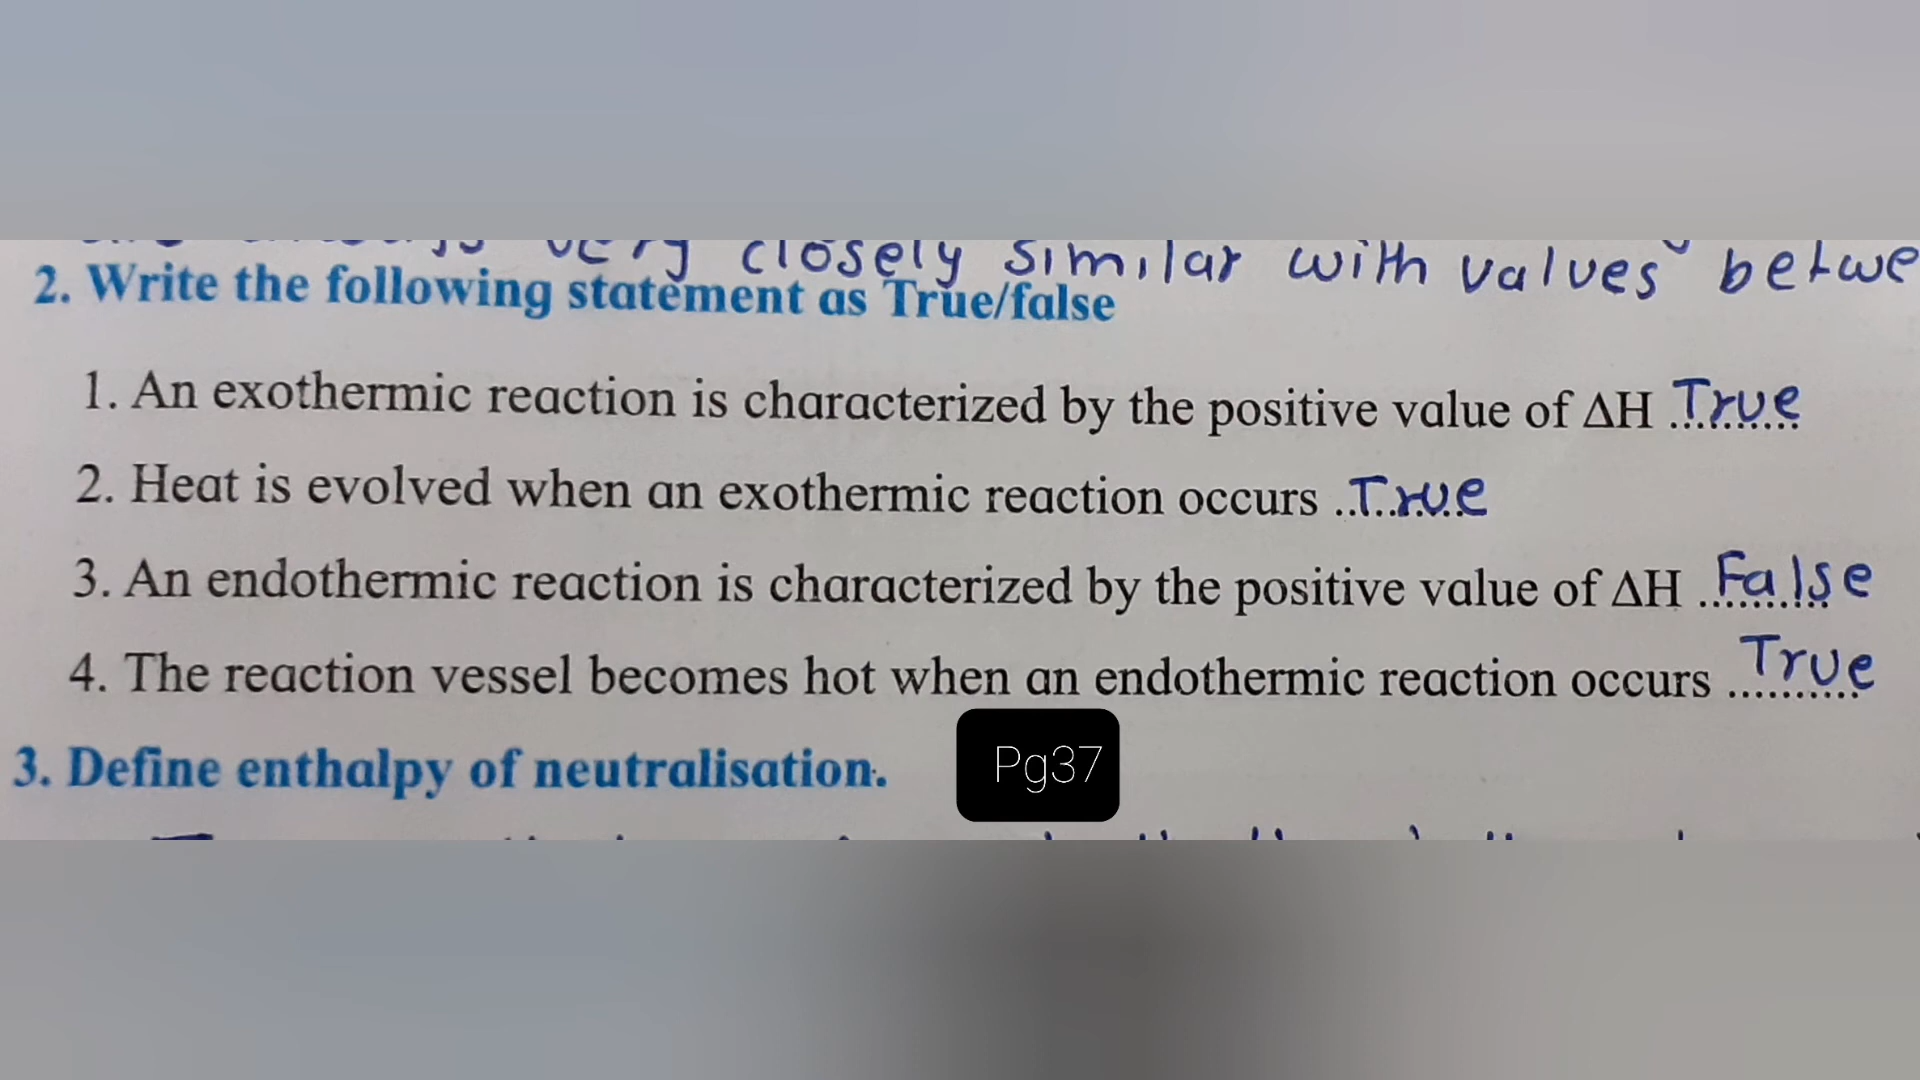 very closely similar with values betwe
2. Write the following statement as True/false
1. An exothermic reaction is characterized by the positive value of ΔH ..True..
2. Heat is evolved when an exothermic reaction occurs ..True
3. An endothermic reaction is characterized by the positive value of ΔH ..False
4. The reaction vessel becomes hot when an endothermic reaction occurs ..True
3. Define enthalpy of neutralisation.
Pg37